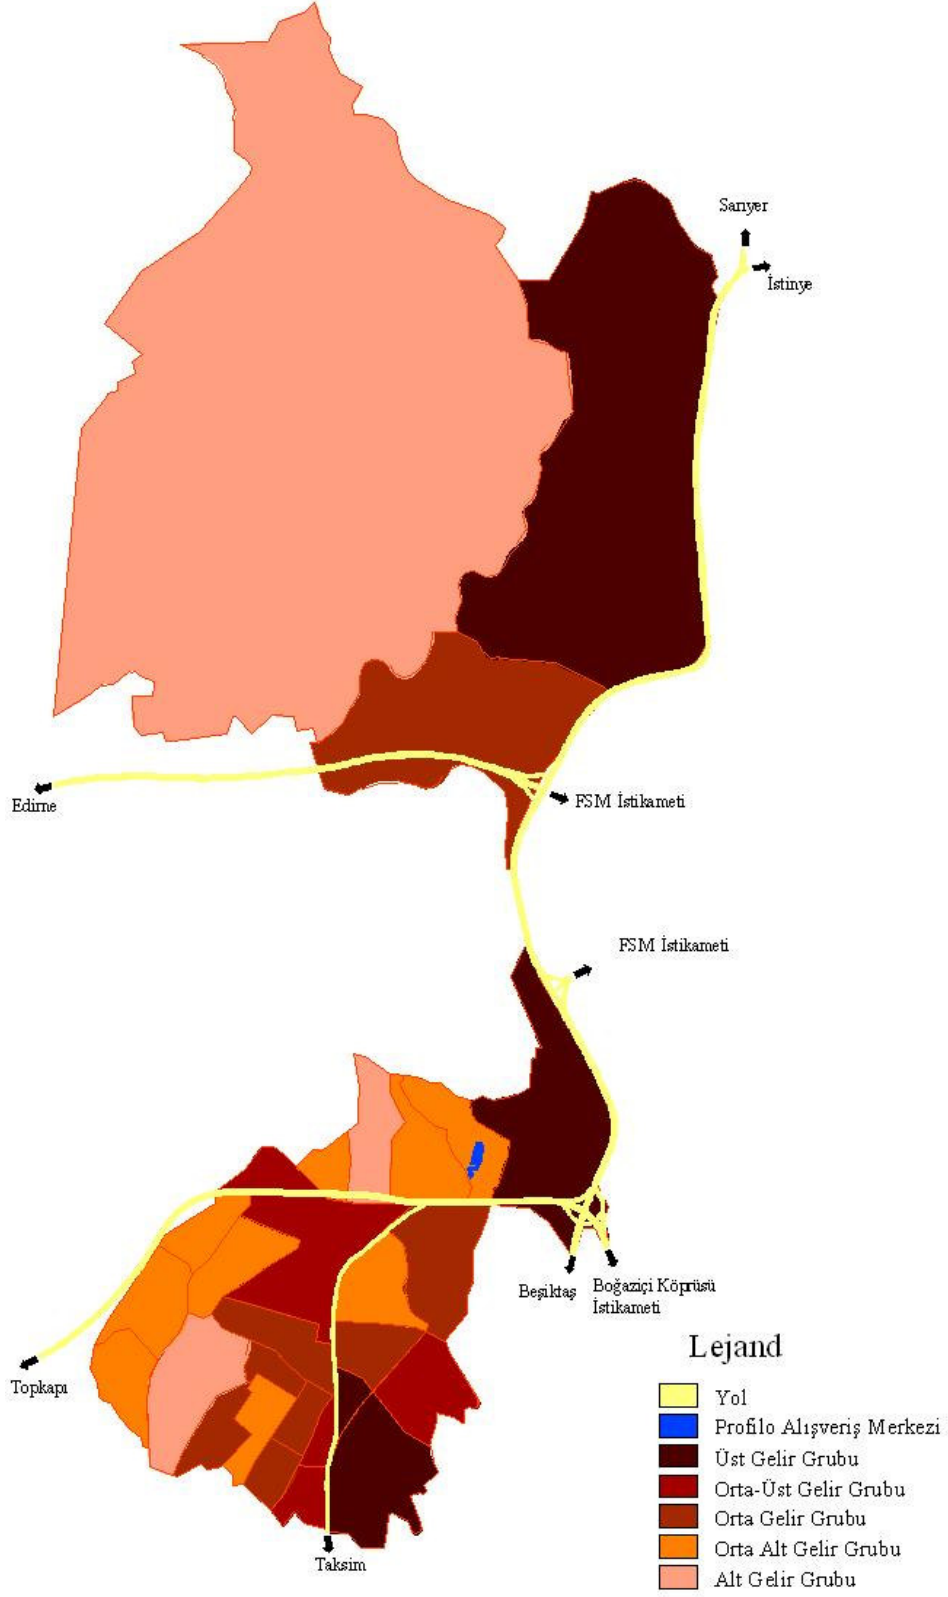 Sarıyer
İstinye
Edirne
FSM İstikameti
FSM İstikameti
Beşiktaş
Boğaziçi Köprüsü
İstikameti
Topkapı
Taksim
Lejand
Yol
Profilo Alışveriş Merkezi
Üst Gelir Grubu
Orta-Üst Gelir Grubu
Orta Gelir Grubu
Orta Alt Gelir Grubu
Alt Gelir Grubu